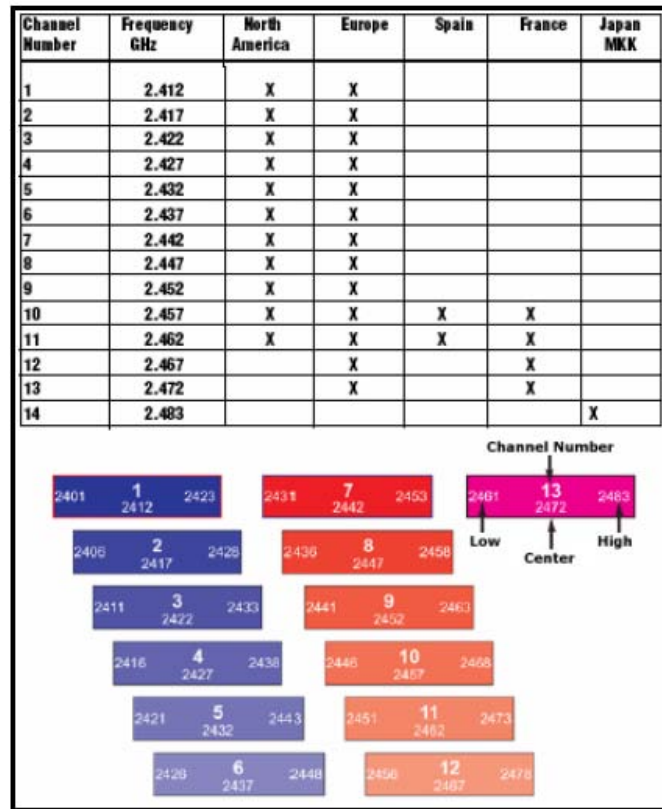 Channel Number Frequency GHz North America Europe Spain France Japan MKK
1 2.412 X X
2 2.417 X X
3 2.422 X X
4 2.427 X X
5 2.432 X X
6 2.437 X X
7 2.442 X X
8 2.447 X X
9 2.452 X X
10 2.457 X X X X
11 2.462 X X X X
12 2.467 X X
13 2.472 X X
14 2.483 X
Channel Number
2401 1 2423 2431 7 2453 2461 13 2483
2412 2442 2472
Low Center High
2406 2 2428 2436 8 2458
2417 2447
2411 3 2433 2441 9 2463
2422 2452
2416 4 2438 2446 10 2468
2427 2457
2421 5 2443 2451 11 2473
2432 2462
2426 6 2448 2456 12 2478
2437 2467